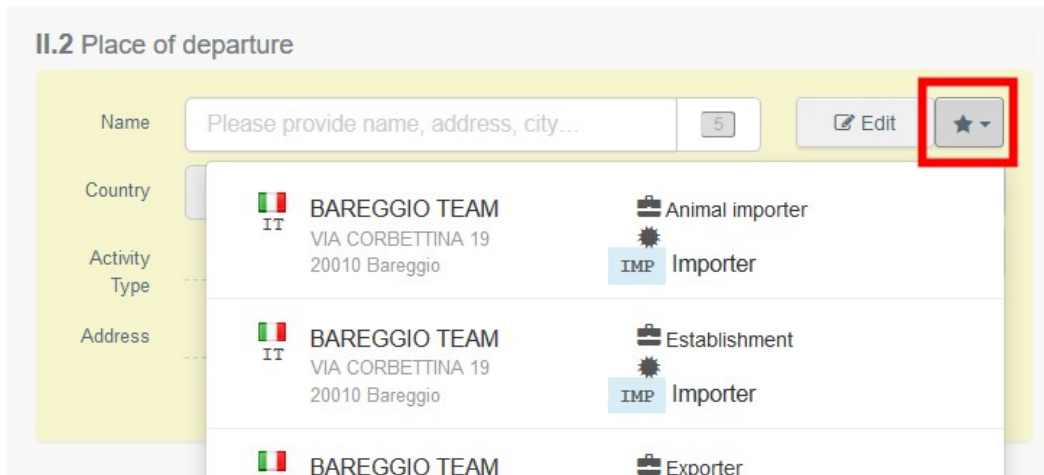 II.2 Place of departure
Name
Please provide name, address, city...
5
Edit
Country
Activity
Type
Address
IT
BAREGGIO TEAM
VIA CORBETTINA 19
20010 Bareggio
Animal importer
IMP Importer
IT
BAREGGIO TEAM
VIA CORBETTINA 19
20010 Bareggio
Establishment
IMP Importer
BAREGGIO TEAM
Exporter